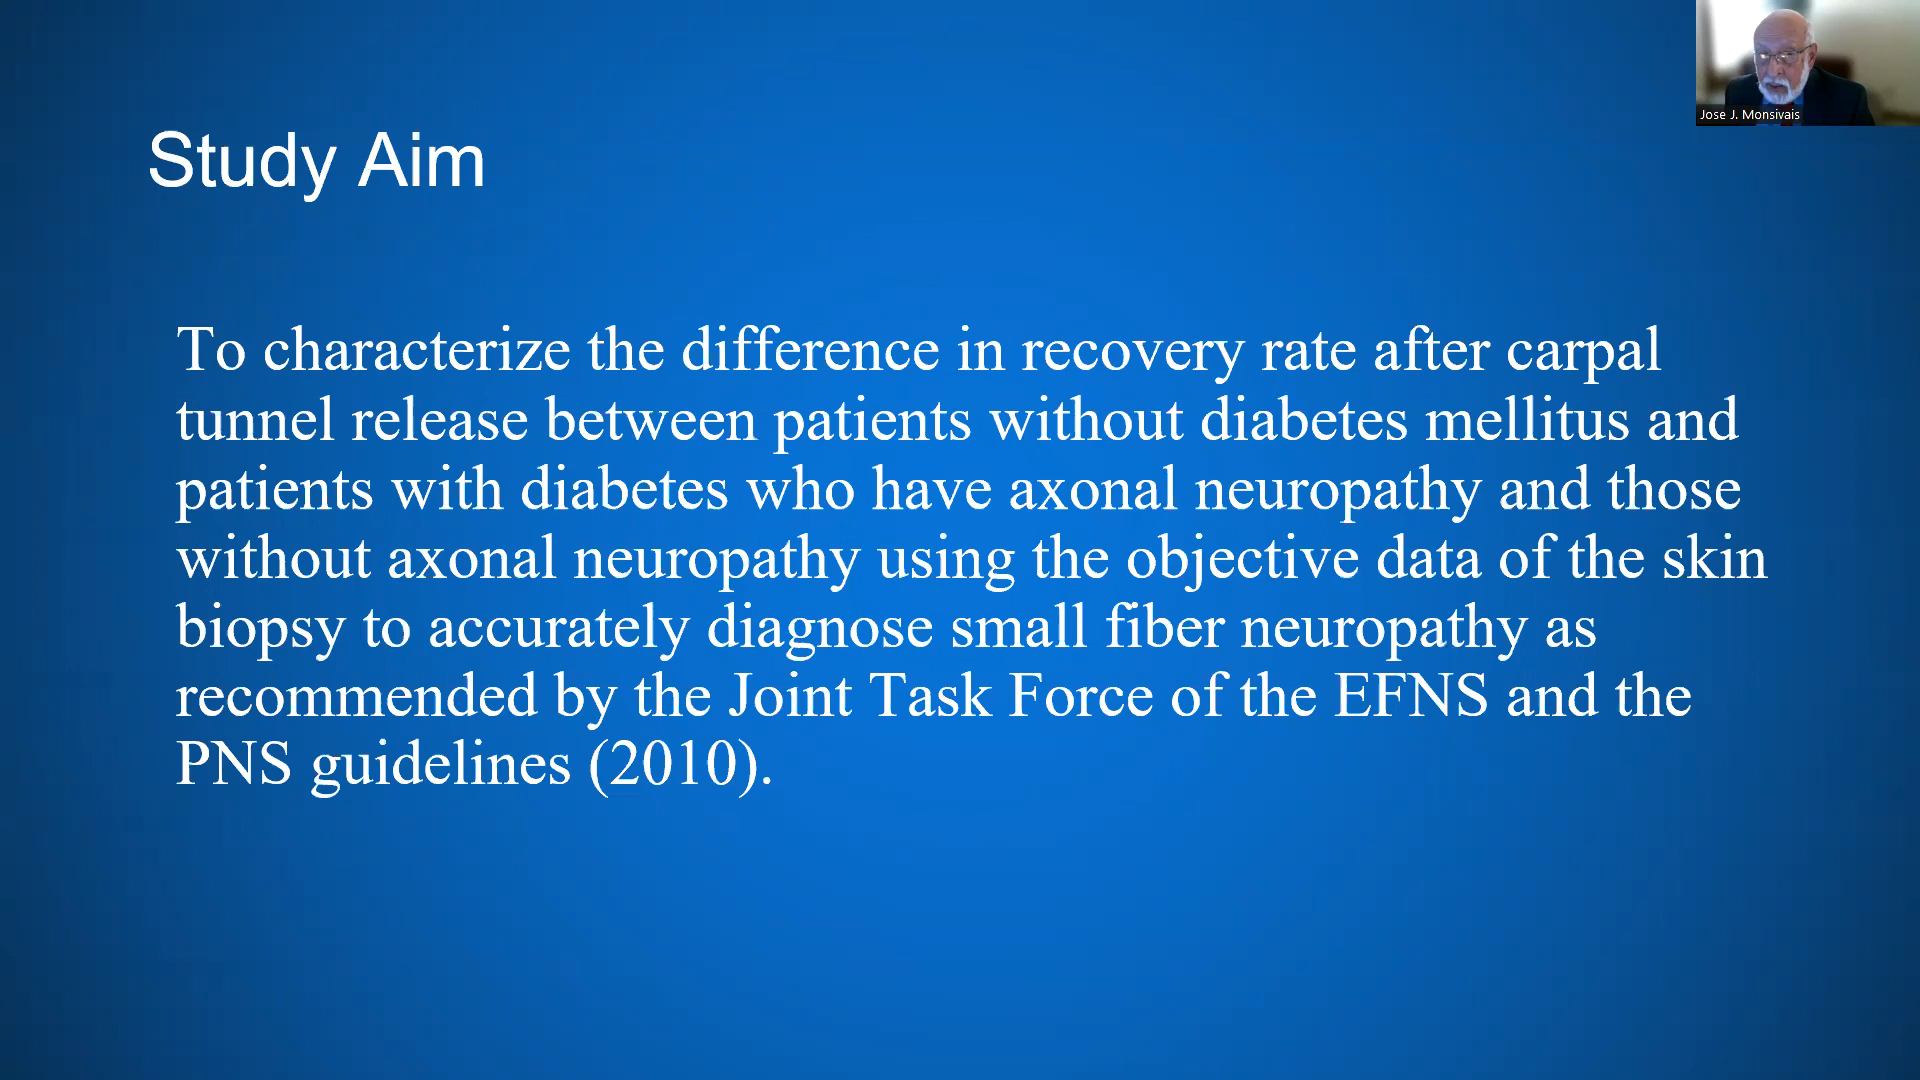 Jose J. Monsivais
Study Aim
To characterize the difference in recovery rate after carpal
tunnel release between patients without diabetes mellitus and
patients with diabetes who have axonal neuropathy and those
without axonal neuropathy using the objective data of the skin
biopsy to accurately diagnose small fiber neuropathy as
recommended by the Joint Task Force of the EFNS and the
PNS guidelines (2010).